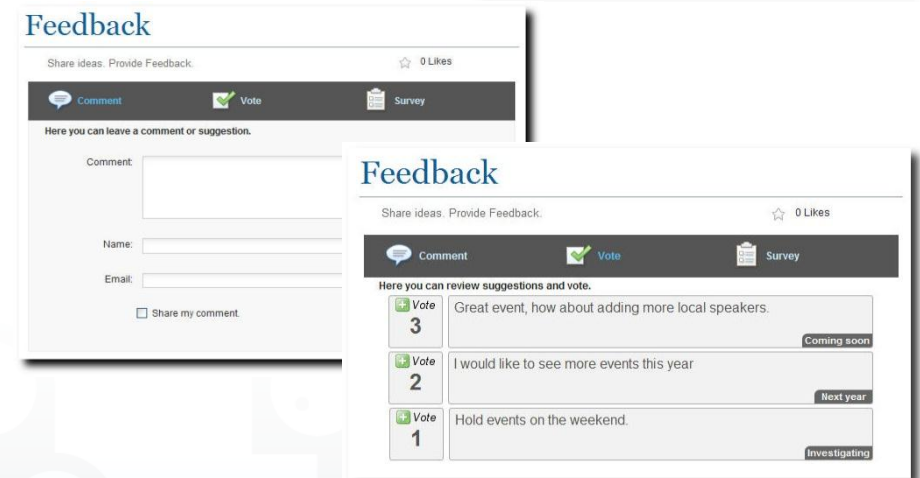 Feedback
Share ideas. Provide Feedback.
0 Likes
Comment Vote Survey
Here you can leave a comment or suggestion.
Comment:
Name:
Email:
Share my comment.
Feedback
Share ideas. Provide Feedback.
0 Likes
Comment Vote Survey
Here you can review suggestions and vote.
Vote
3
Great event, how about adding more local speakers.
Coming soon
Vote
2
I would like to see more events this year
Next year
Vote
1
Hold events on the weekend.
Investigating